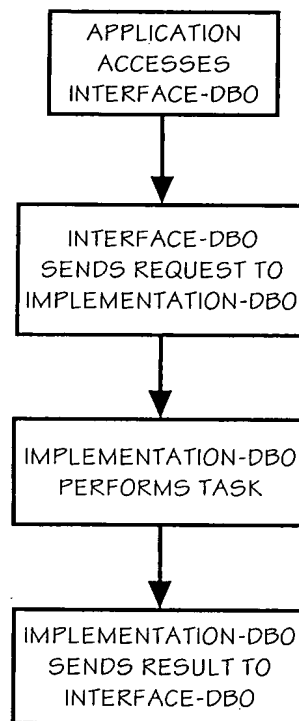 APPLICATION
ACCESSES
INTERFACE-DBO
INTERFACE-DBO
SENDS REQUEST TO
IMPLEMENTATION-DBO
IMPLEMENTATION-DBO
PERFORMS TASK
IMPLEMENTATION-DBO
SENDS RESULT TO
INTERFACE-DBO